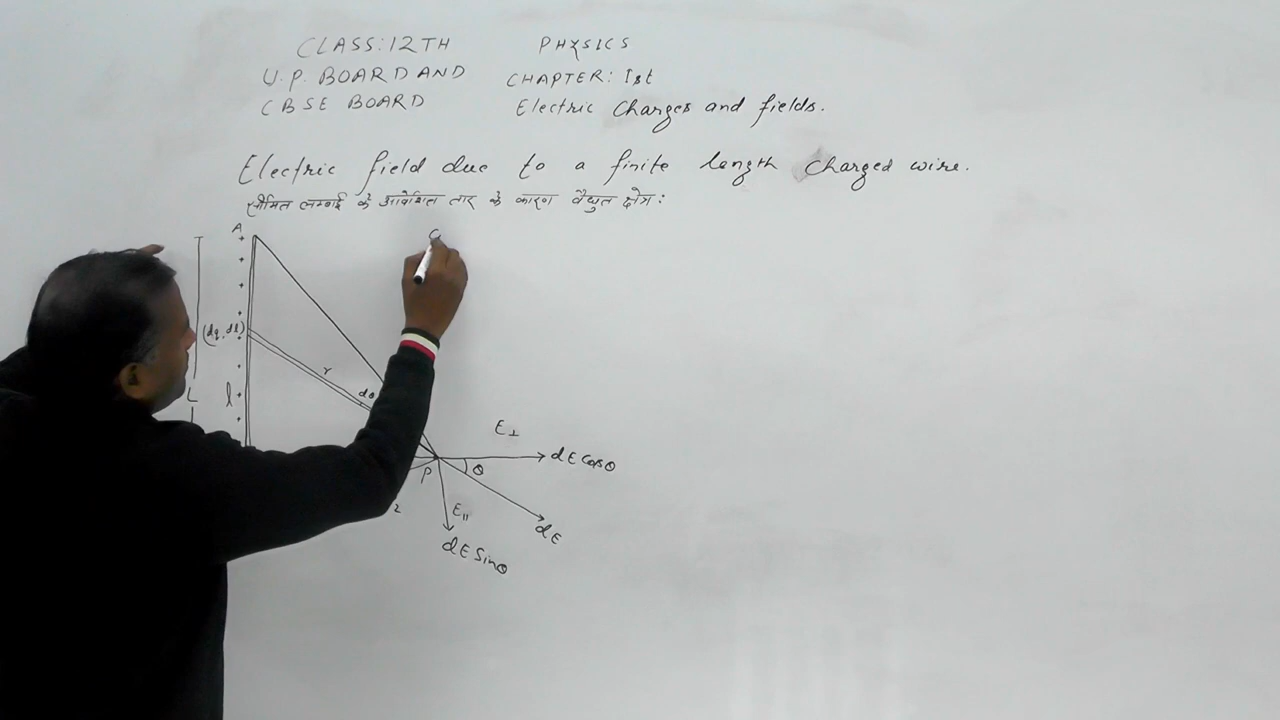 CLASS: 12TH PHYSICS
U.P. BOARD AND CHAPTER: Ist
CBSE BOARD Electric Charges and fields.
Electric field due to a finite length charged wire.
सीमित लम्बाई के आवेशित तार के कारण वैद्युत क्षेत्र:
A
(dq, dl)
r
dθ
L
l
E⊥
dE Cosθ
θ
P
2
E॥
dE
dE Sinθ